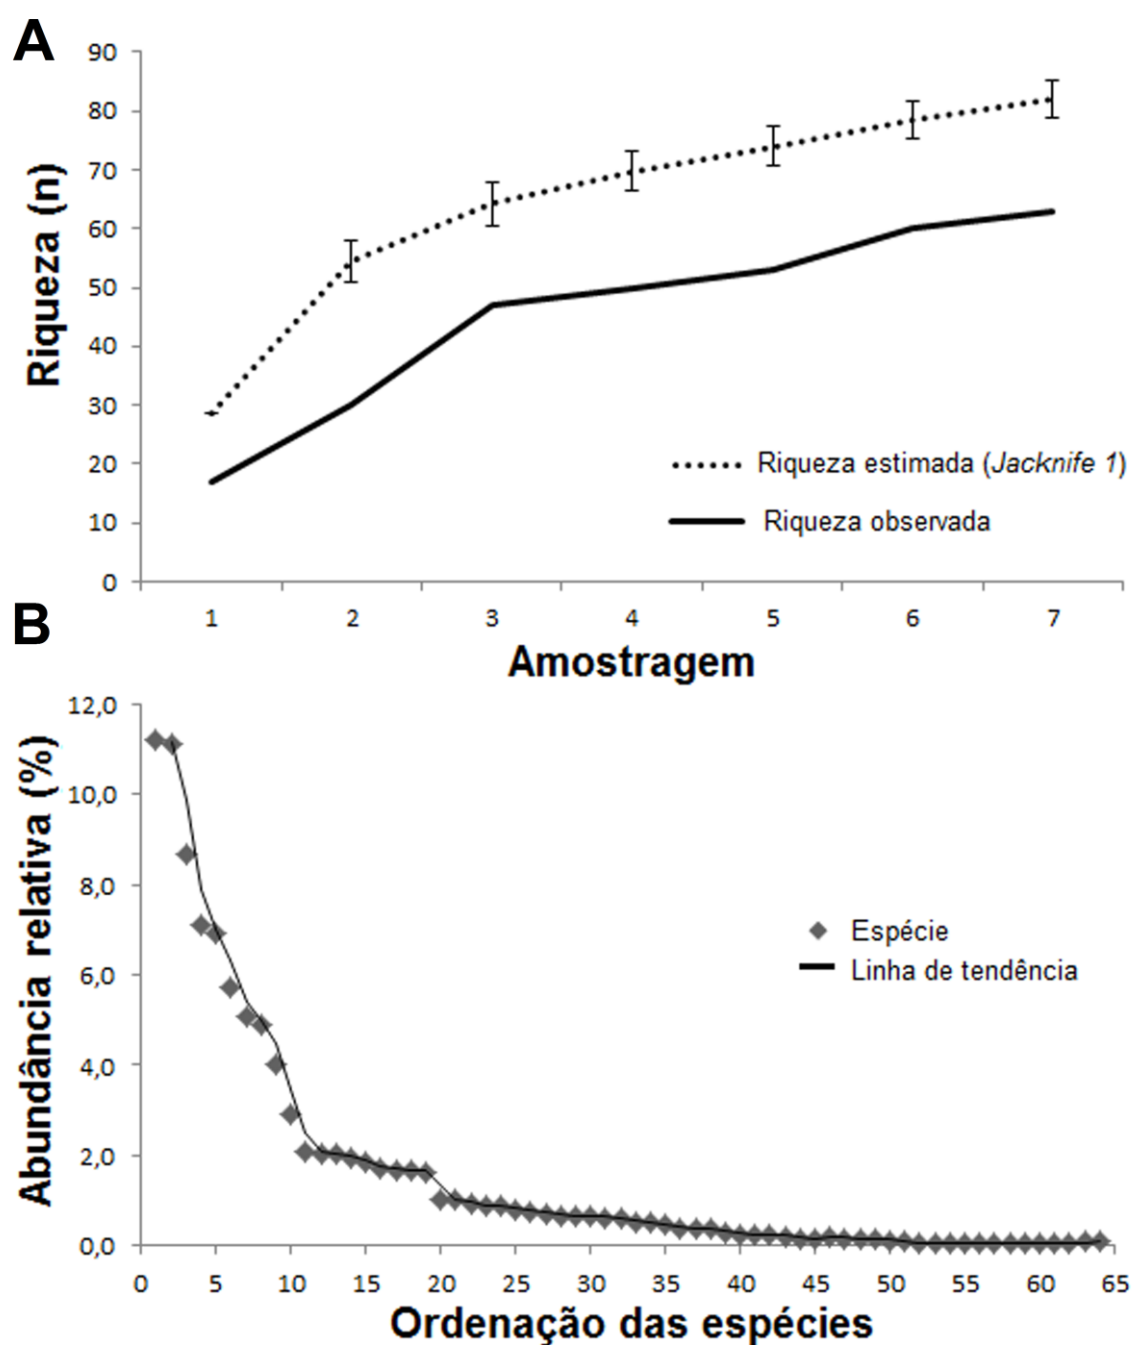 A
90
80
70
60
50
40
30
20
10
0
Riqueza (n)
Riqueza estimada (Jacknife 1)
Riqueza observada
1 2 3 4 5 6 7
Amostragem
B
12,0
10,0
8,0
6,0
4,0
2,0
0,0
Abundância relativa (%)
Espécie
Linha de tendência
0 5 10 15 20 25 30 35 40 45 50 55 60 65
Ordenação das espécies